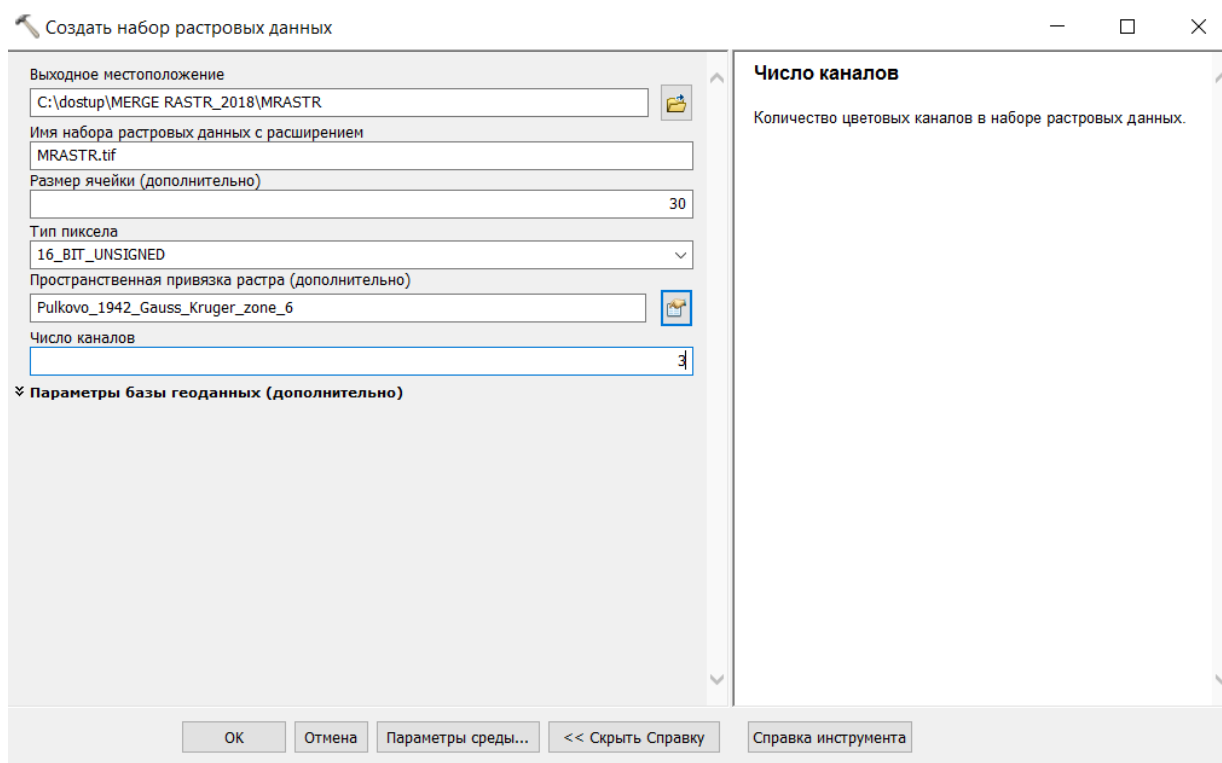 Создать набор растровых данных
Выходное местоположение
C:\dostup\MERGE RASTR_2018\MRASTR
Имя набора растровых данных с расширением
MRASTR.tif
Размер ячейки (дополнительно)
30
Тип пиксела
16_BIT_UNSIGNED
Пространственная привязка растра (дополнительно)
Pulkovo_1942_Gauss_Kruger_zone_6
Число каналов
3
Параметры базы геоданных (дополнительно)
Число каналов
Количество цветовых каналов в наборе растровых данных.
OK
Отмена
Параметры среды...
<< Скрыть Справку
Справка инструмента